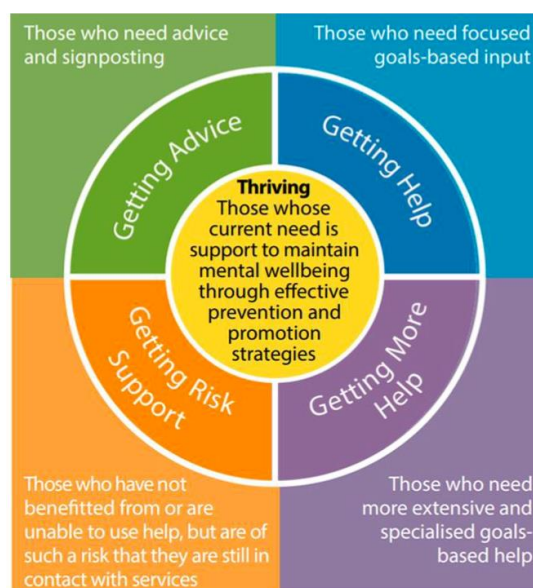 Those who need advice
and signposting
Those who need focused
goals-based input
Getting Advice
Getting Help
Thriving
Those whose
current need is
support to maintain
mental wellbeing
through effective
prevention and
promotion
strategies
Getting Risk
Support
Getting More
Help
Those who have not
benefitted from or are
unable to use help, but are of
such a risk that they are still in
contact with services
Those who need
more extensive and
specialised goals-
based help